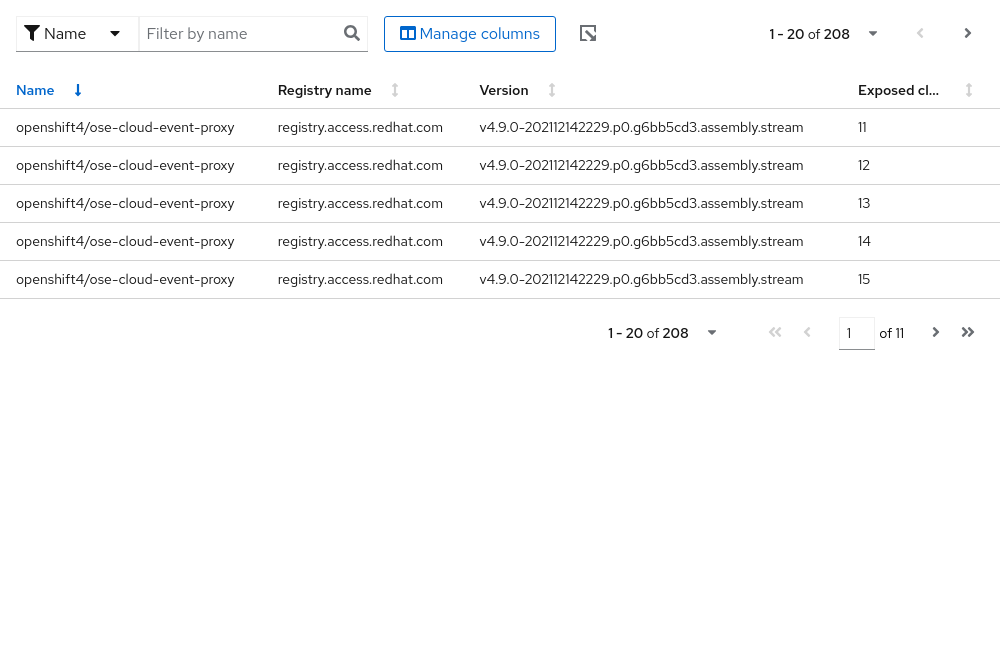 Name Filter by name Manage columns 1 - 20 of 208
Name Registry name Version Exposed cl...
openshift4/ose-cloud-event-proxy registry.access.redhat.com v4.9.0-202112142229.p0.g6bb5cd3.assembly.stream 11
openshift4/ose-cloud-event-proxy registry.access.redhat.com v4.9.0-202112142229.p0.g6bb5cd3.assembly.stream 12
openshift4/ose-cloud-event-proxy registry.access.redhat.com v4.9.0-202112142229.p0.g6bb5cd3.assembly.stream 13
openshift4/ose-cloud-event-proxy registry.access.redhat.com v4.9.0-202112142229.p0.g6bb5cd3.assembly.stream 14
openshift4/ose-cloud-event-proxy registry.access.redhat.com v4.9.0-202112142229.p0.g6bb5cd3.assembly.stream 15
1 - 20 of 208 1 of 11